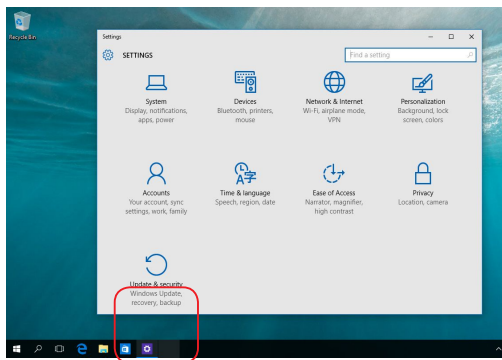 Recycle Bin
Settings
SETTINGS
Find a setting
System
Display, notifications,
apps, power
Devices
Bluetooth, printers,
mouse
Network & Internet
Wi-Fi, airplane mode,
VPN
Personalization
Background, lock
screen, colors
Accounts
Your account, sync
settings, work, family
Time & language
Speech, region, date
Ease of Access
Narrator, magnifier,
high contrast
Privacy
Location, camera
Update & security
Windows Update,
recovery, backup